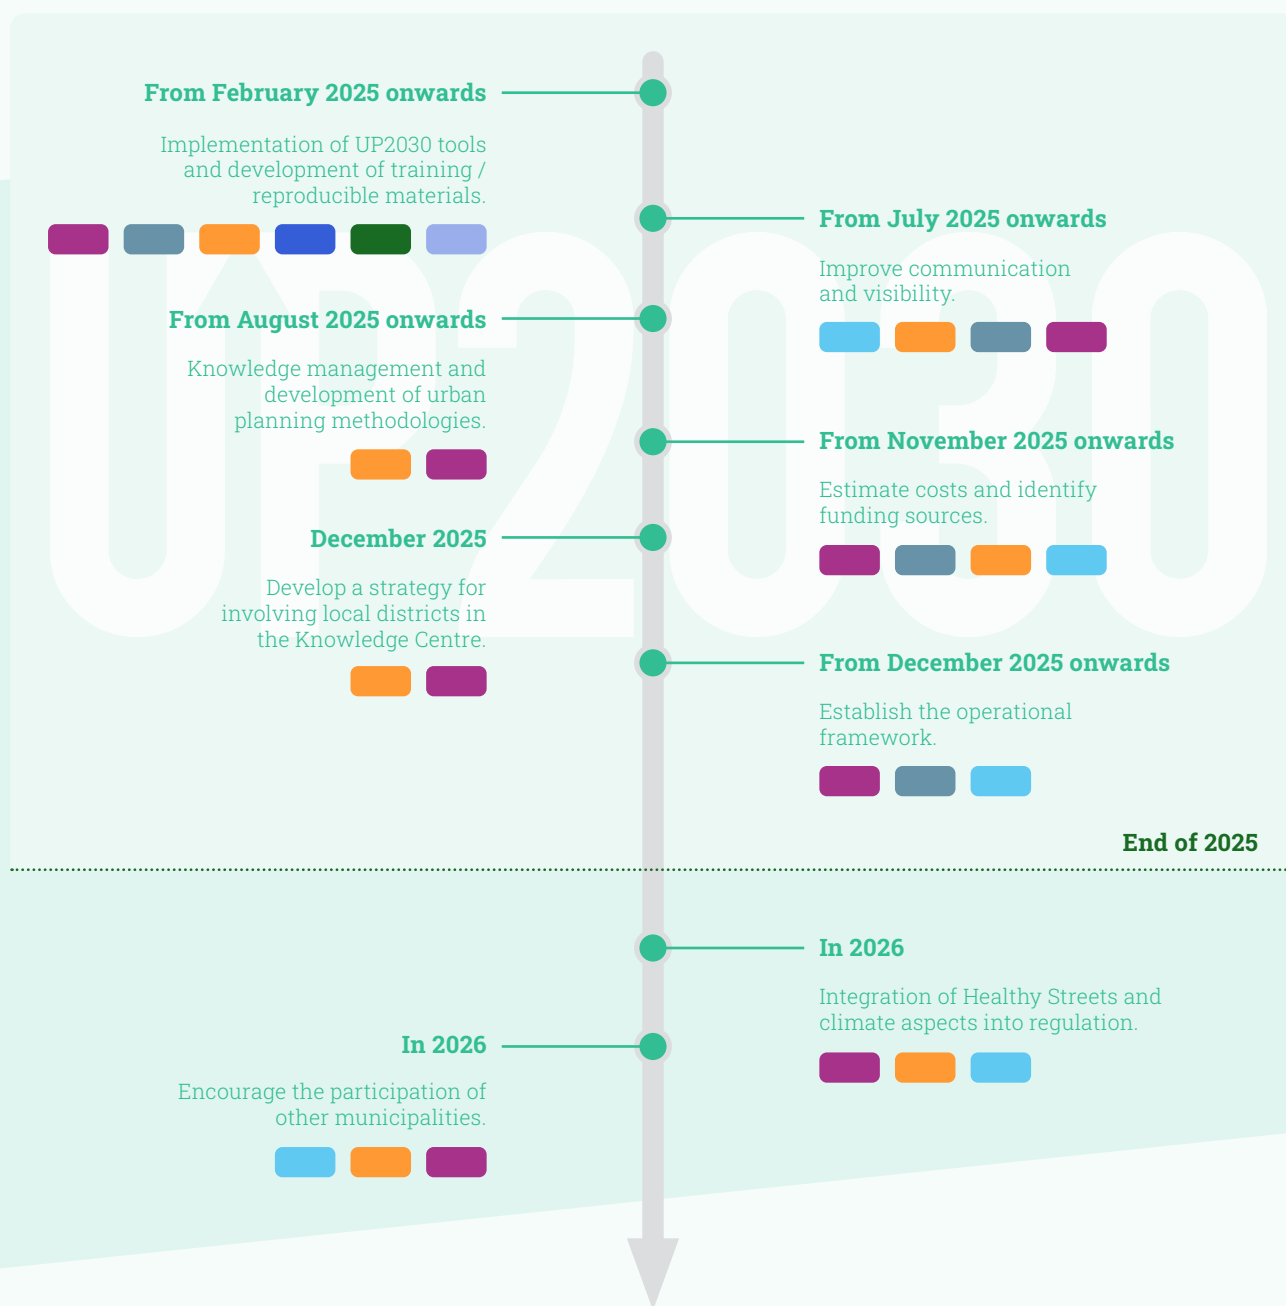 From February 2025 onwards
Implementation of UP2030 tools
and development of training /
reproducible materials.
From July 2025 onwards
Improve communication
and visibility.
UP2030
From August 2025 onwards
Knowledge management and
development of urban
planning methodologies.
From November 2025 onwards
Estimate costs and identify
funding sources.
December 2025
Develop a strategy for
involving local districts in
the Knowledge Centre.
From December 2025 onwards
Establish the operational
framework.
End of 2025
In 2026
Integration of Healthy Streets and
climate aspects into regulation.
In 2026
Encourage the participation of
other municipalities.